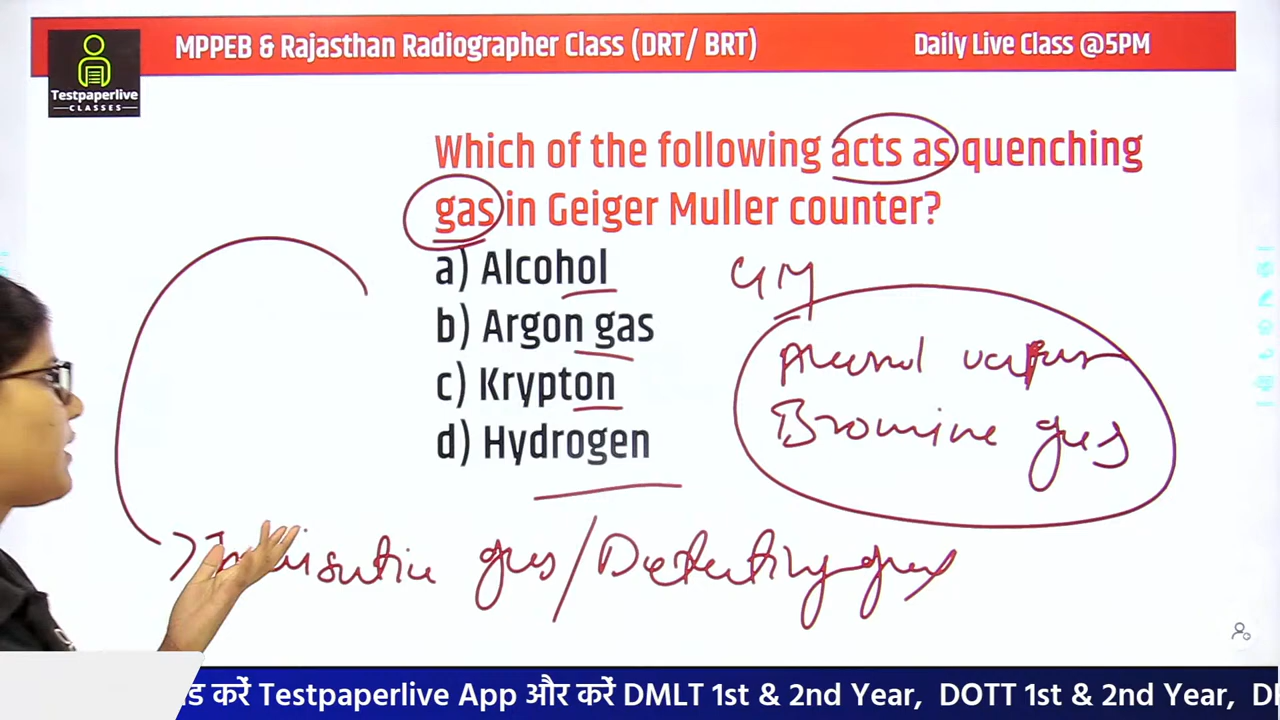 MPPEB & Rajasthan Radiographer Class (DRT/ BRT)
Daily Live Class @5PM
Testpaperlive
CLASSES
Which of the following acts as quenching
gas in Geiger Muller counter?
a) Alcohol
b) Argon gas
c) Krypton
d) Hydrogen
GM
Alcohol vapour
Bromine gas
gas / Detecting gas
ड करें Testpaperlive App और करें DMLT 1st & 2nd Year, DOTT 1st & 2nd Year,